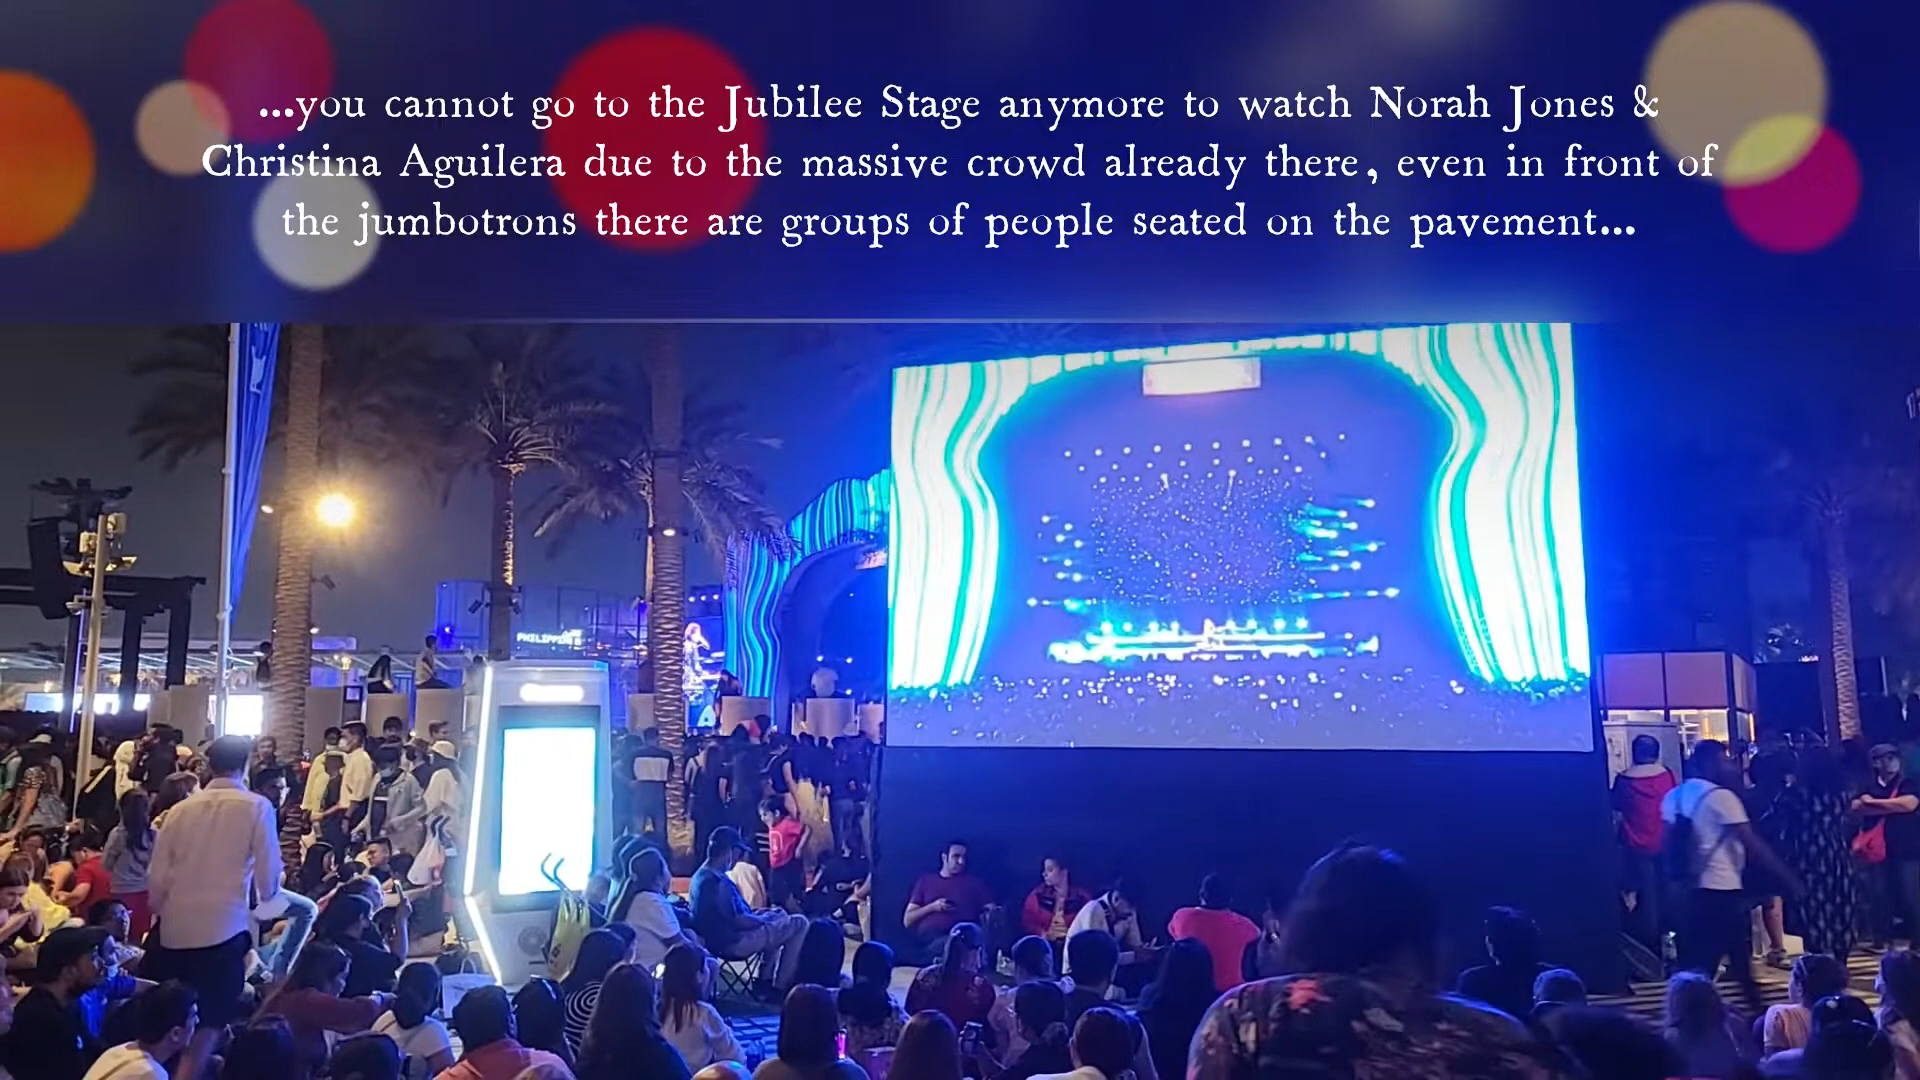 ...you cannot go to the Jubilee Stage anymore to watch Norah Jones &
Christina Aguilera due to the massive crowd already there, even in front of
the jumbotrons there are groups of people seated on the pavement...
PHILIPPINES